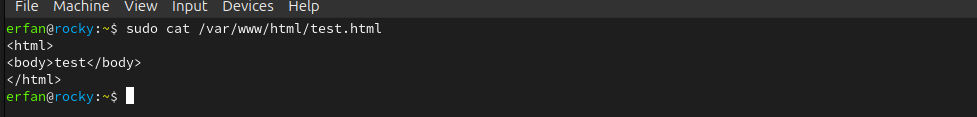 File Machine View Input Devices Help
erfan@rocky:~$ sudo cat /var/www/html/test.html
<html>
<body>test</body>
</html>
erfan@rocky:~$